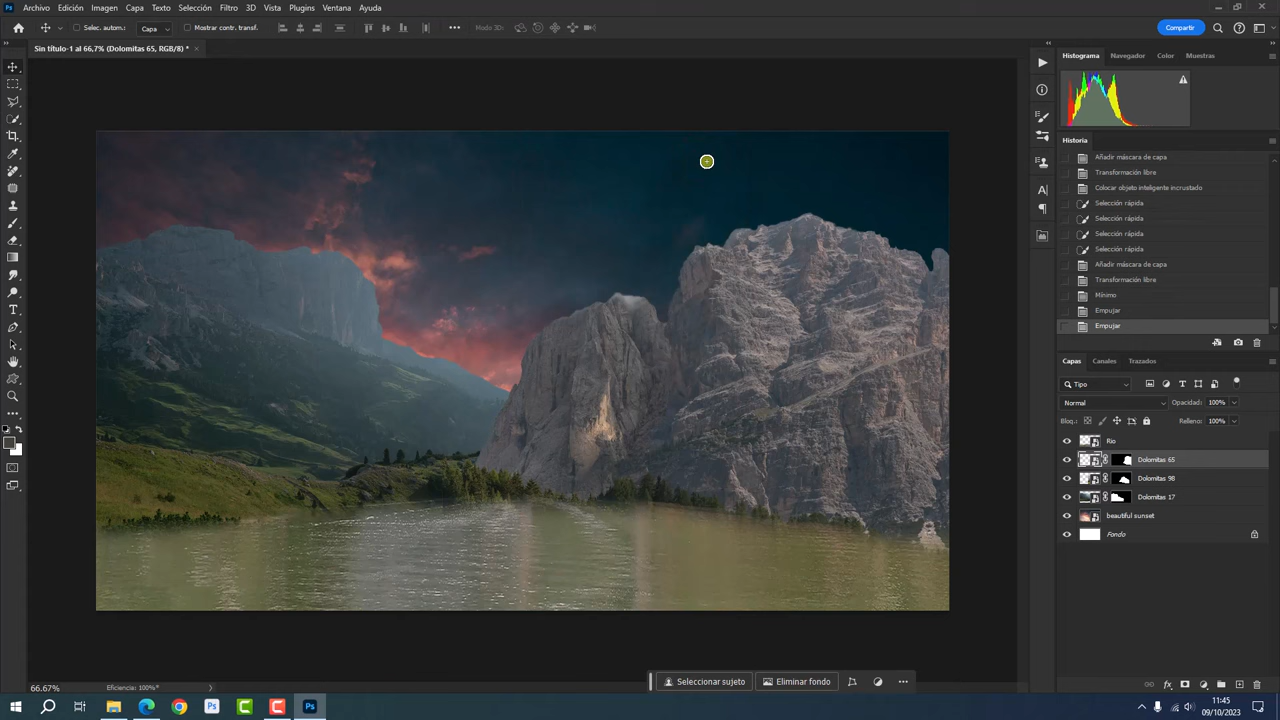 Archivo Edición Imagen Capa Texto Selección Filtro 3D Vista Plugins Ventana Ayuda
Selec. autom.: Capa Mostrar contr. transf. Modo 3D: Compartir
Sin título-1 al 66,7% (Dolomitas 65, RGB/8) *
Histograma Navegador Color Muestras
Historia
Añadir máscara de capa
Transformación libre
Colocar objeto inteligente incrustado
Selección rápida
Selección rápida
Selección rápida
Selección rápida
Añadir máscara de capa
Transformación libre
Mínimo
Empujar
Empujar
Capas Canales Trazados
Tipo
Normal Opacidad: 100%
Bloq.: Relleno: 100%
Rio
Dolomitas 65
Dolomitas 98
Dolomitas 17
beautiful sunset
Fondo
Seleccionar sujeto Eliminar fondo
66.67% Eficiencia: 100%*
11:45
09/10/2023